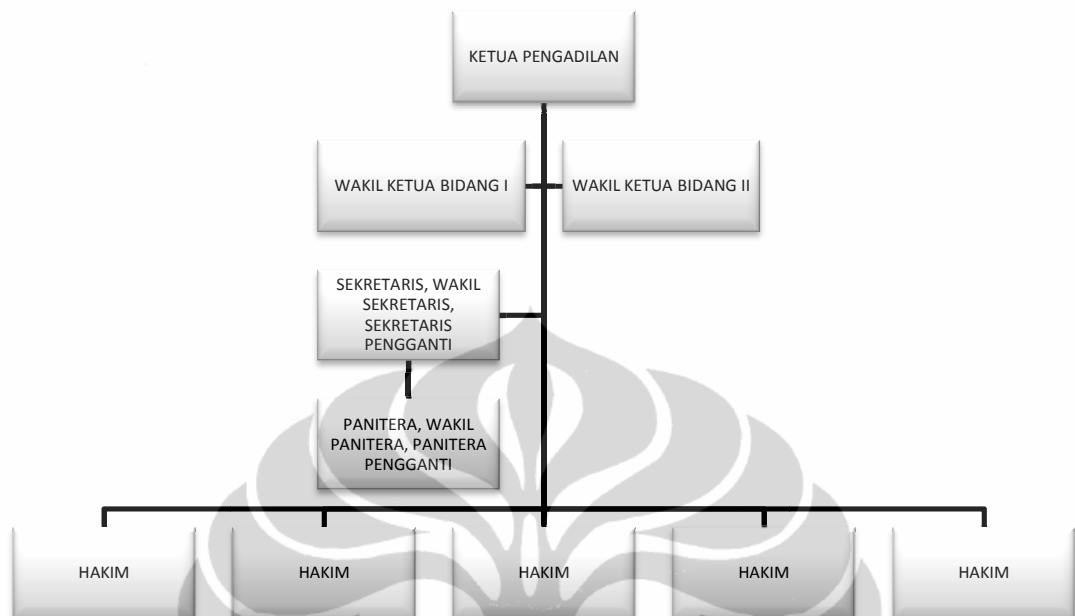 KETUA PENGADILAN
WAKIL KETUA BIDANG I
WAKIL KETUA BIDANG II
SEKRETARIS, WAKIL
SEKRETARIS,
SEKRETARIS
PENGGANTI
PANITERA, WAKIL
PANITERA, PANITERA
PENGGANTI
HAKIM
HAKIM
HAKIM
HAKIM
HAKIM